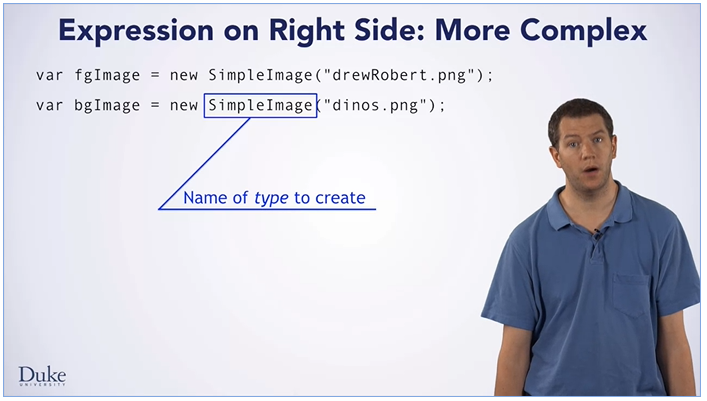 Expression on Right Side: More Complex
var fgImage = new SimpleImage("drewRobert.png");
var bgImage = new SimpleImage("dinos.png");
Name of type to create
Duke
UNIVERSITY